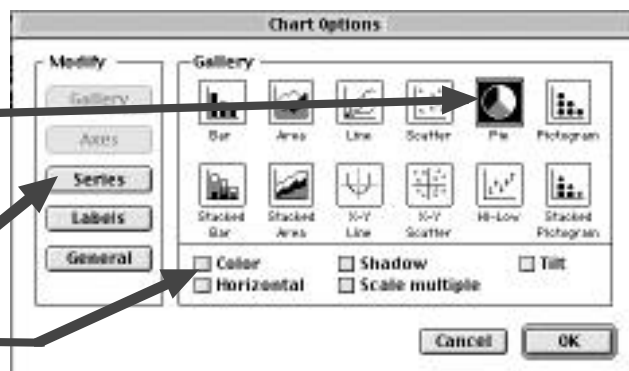 Chart Options
Modify
Gallery
Axes
Series
Labels
General
Gallery
Bar Area Line Scatter Pie Pictogram
Stacked Bar Stacked Area X-Y Line X-Y Scatter Hi-Low Stacked Pictogram
Color Shadow Tilt
Horizontal Scale multiple
Cancel OK